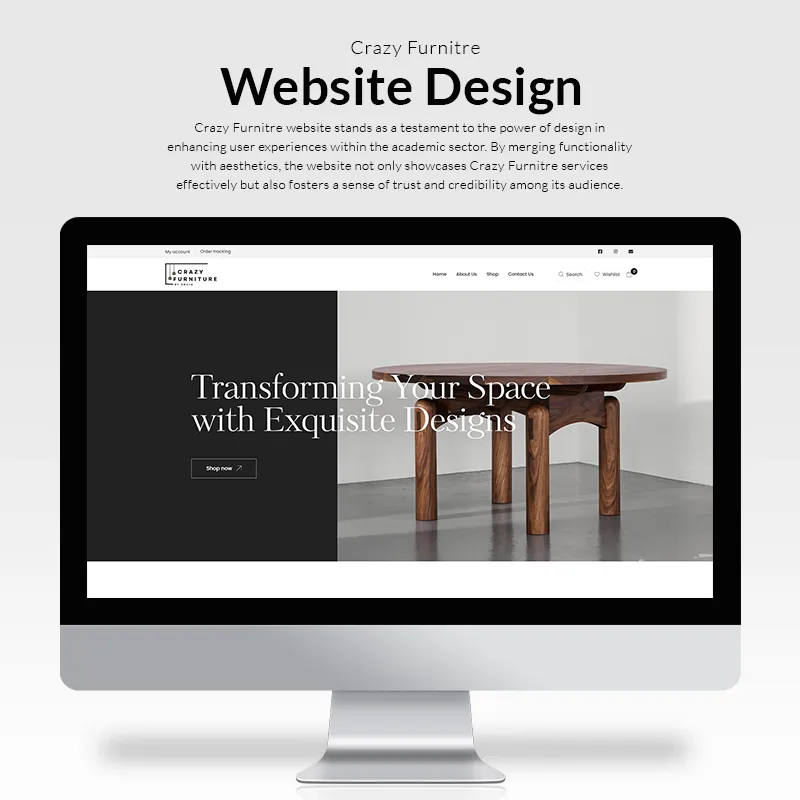 Crazy Furnitre
Website Design
Crazy Furnitre website stands as a testament to the power of design in
enhancing user experiences within the academic sector. By merging functionality
with aesthetics, the website not only showcases Crazy Furnitre services
effectively but also fosters a sense of trust and credibility among its audience.
My account Order tracking
CRAZY
FURNITURE
Home About Us Shop Contact Us Search Wishlist 0
Transforming Your Space
with Exquisite Designs
Shop now